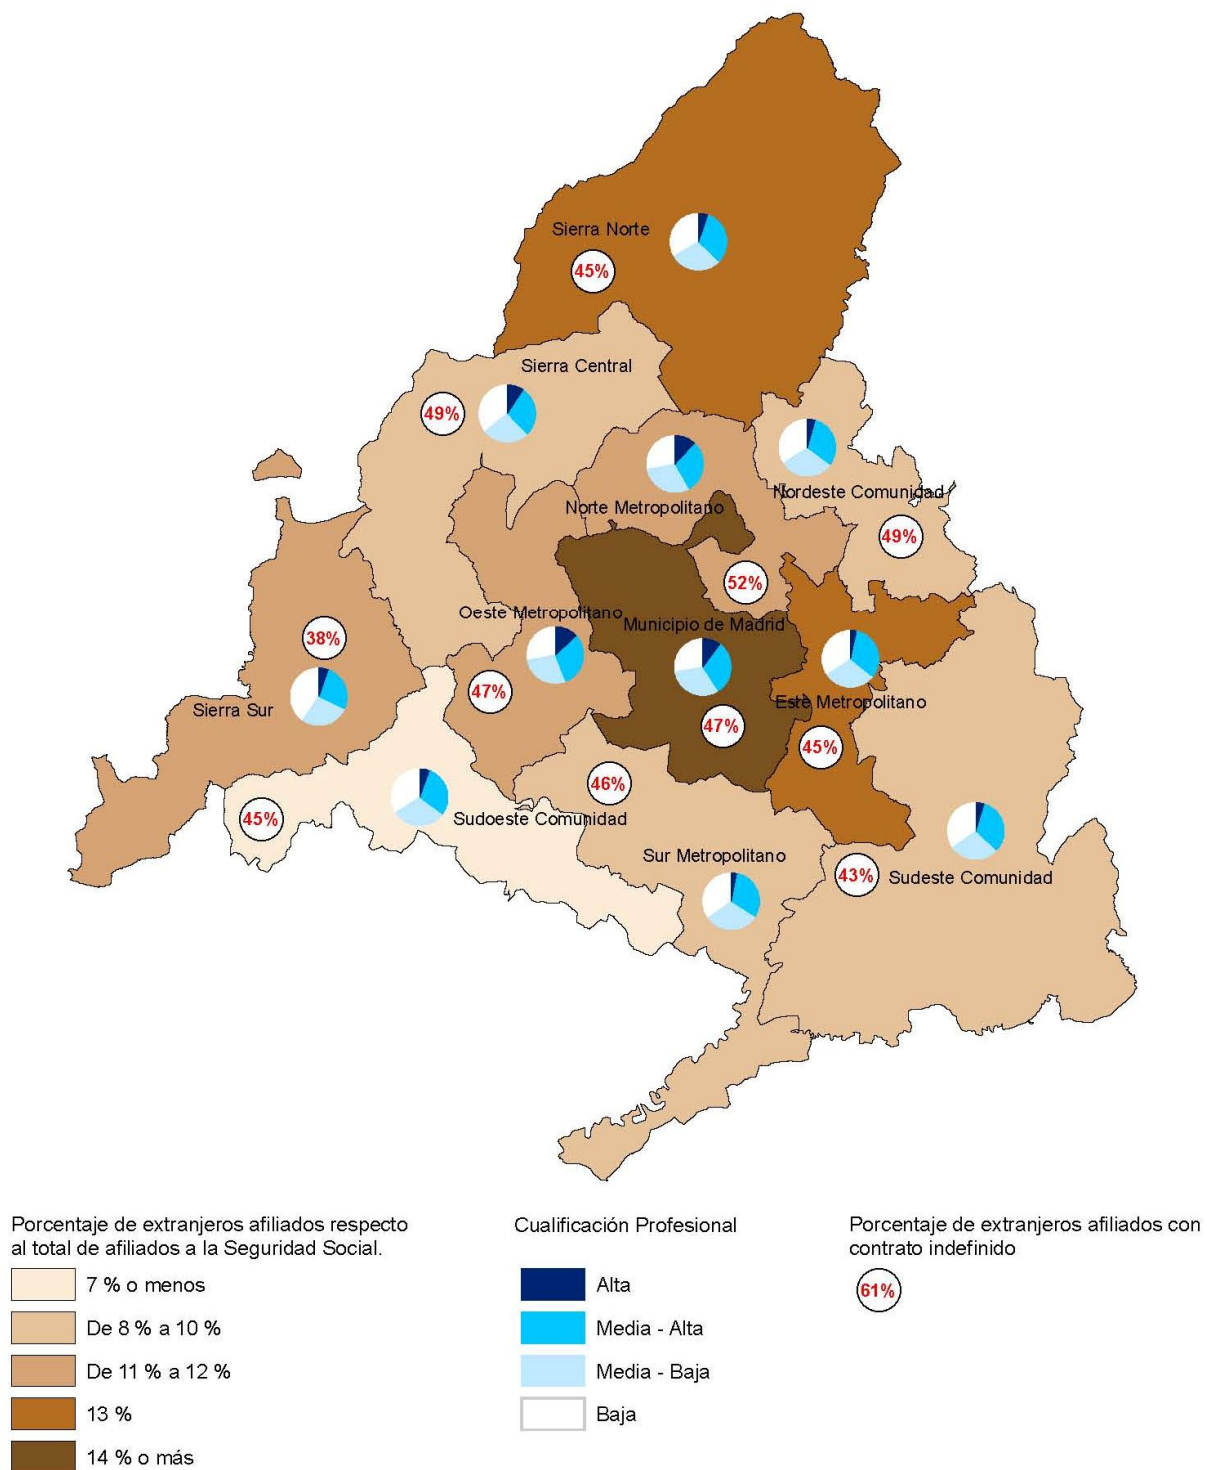 Sierra Norte
45%
Sierra Central
49%
Nordeste Comunidad
49%
Norte Metropolitano
52%
Oeste Metropolitano
47%
Municipio de Madrid
47%
38%
Sierra Sur
Este Metropolitano
45%
46%
45%
Sudoeste Comunidad
Sur Metropolitano
43%
Sudeste Comunidad
Porcentaje de extranjeros afiliados respecto
al total de afiliados a la Seguridad Social.
7 % o menos
De 8 % a 10 %
De 11 % a 12 %
13 %
14 % o más
Cualificación Profesional
Alta
Media - Alta
Media - Baja
Baja
Porcentaje de extranjeros afiliados con
contrato indefinido
61%